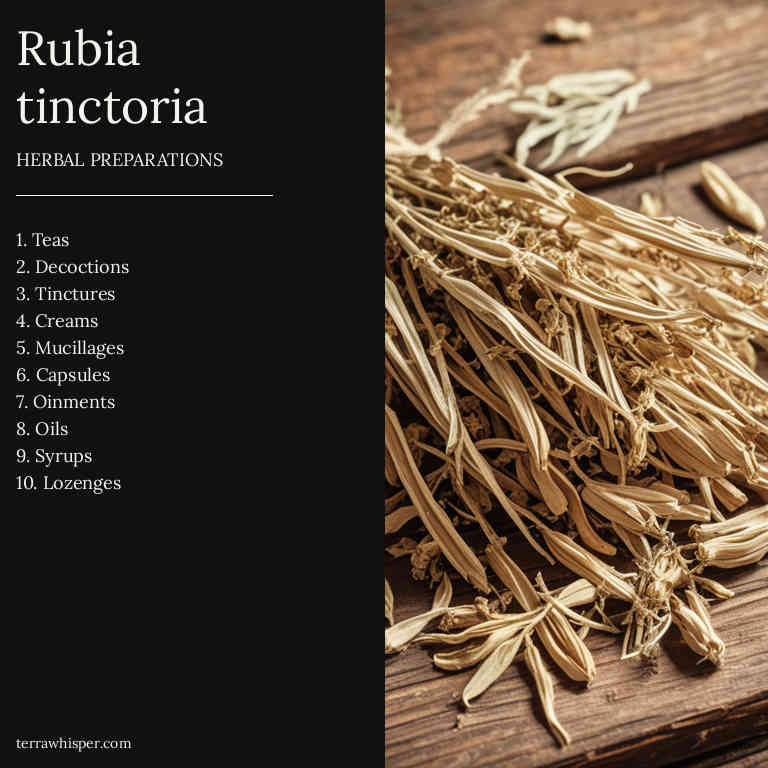 Rubia
tinctoria
HERBAL PREPARATIONS
1. Teas
2. Decoctions
3. Tinctures
4. Creams
5. Mucillages
6. Capsules
7. Oinments
8. Oils
9. Syrups
10. Lozenges
terrawhisper.com